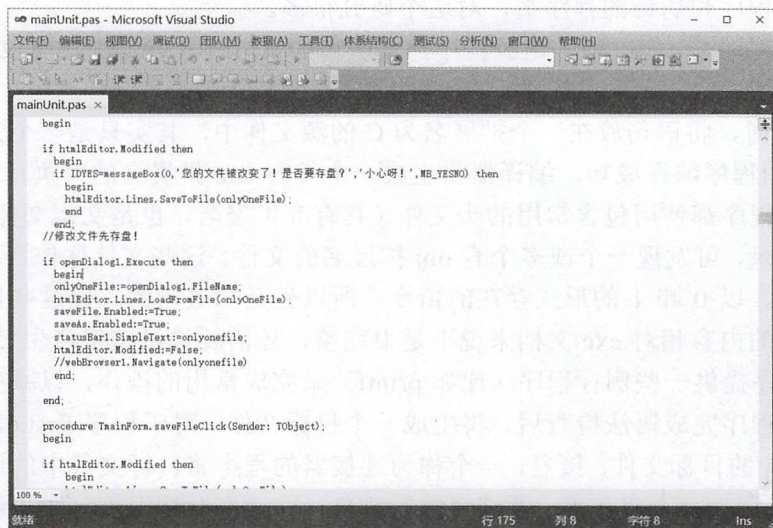 mainUnit.pas - Microsoft Visual Studio
文件(F) 编辑(E) 视图(V) 调试(D) 团队(M) 数据(A) 工具(T) 体系结构(C) 测试(S) 分析(N) 窗口(W) 帮助(H)
mainUnit.pas ×
begin
if htmlEditor.Modified then
begin
if IDYES=messageBox(0,'您的文件被改变了！是否要存盘？','小心呀！',MB_YESNO) then
begin
htmlEditor.Lines.SaveToFile(onlyOneFile);
end
end;
//修改文件先存盘！
if openDialog1.Execute then
begin
onlyOneFile:=openDialog1.FileName;
htmlEditor.Lines.LoadFromFile(onlyOneFile);
saveFile.Enabled:=True;
saveAs.Enabled:=True;
statusBar1.SimpleText:=onlyonefile;
htmlEditor.Modified:=False;
//webBrowser1.Navigate(onlyonefile)
end;
end;
procedure TmainForm.saveFileClick(Sender: TObject);
begin
if htmlEditor.Modified then
begin
100 %
就绪 行 175 列 8 字符 8 Ins